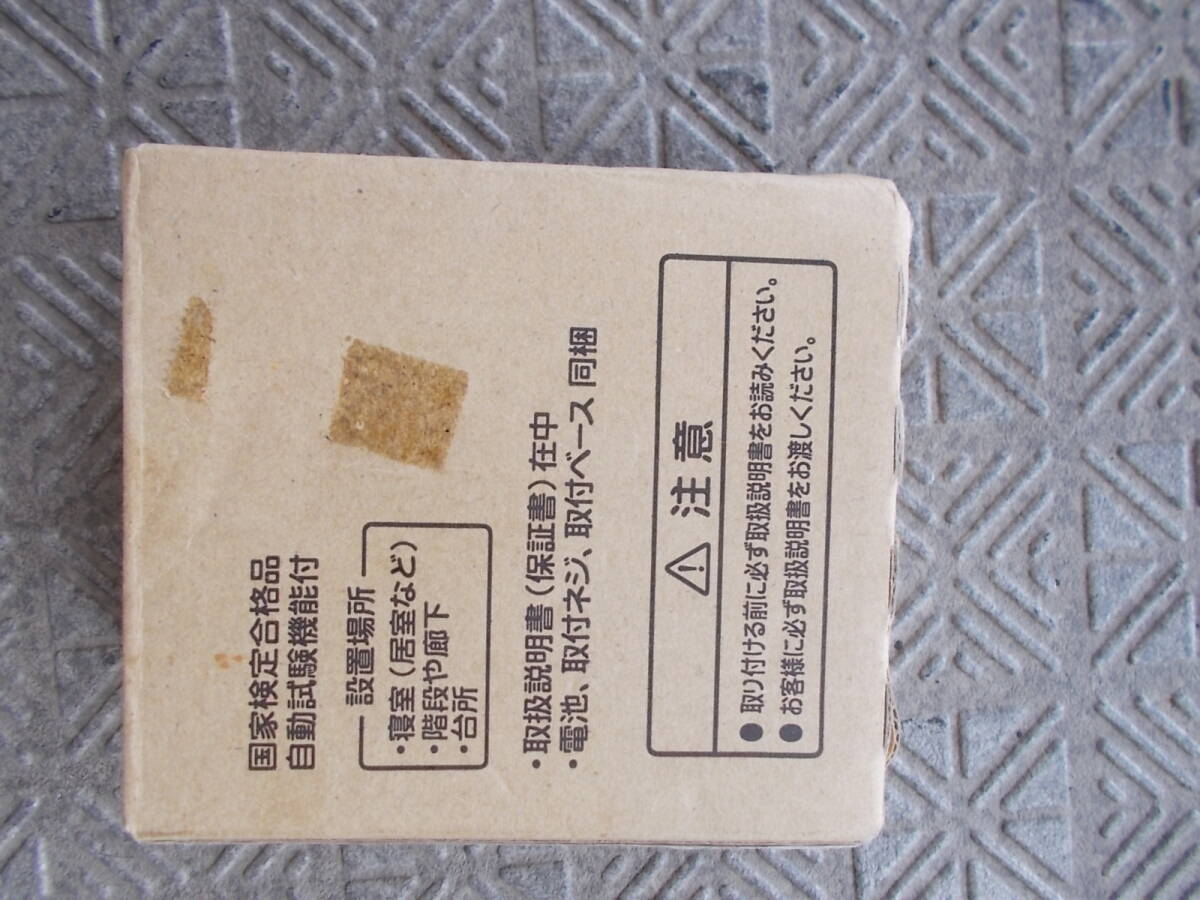 国家検定合格品
自動試験機能付
設置場所
・寝室(居室など)
・階段や廊下
・台所
・取扱説明書(保証書)在中
・電池、取付ネジ、取付ベース 同梱
⚠ 注意
●取り付ける前に必ず取扱説明書をお読みください。
●お客様に必ず取扱説明書をお渡しください。